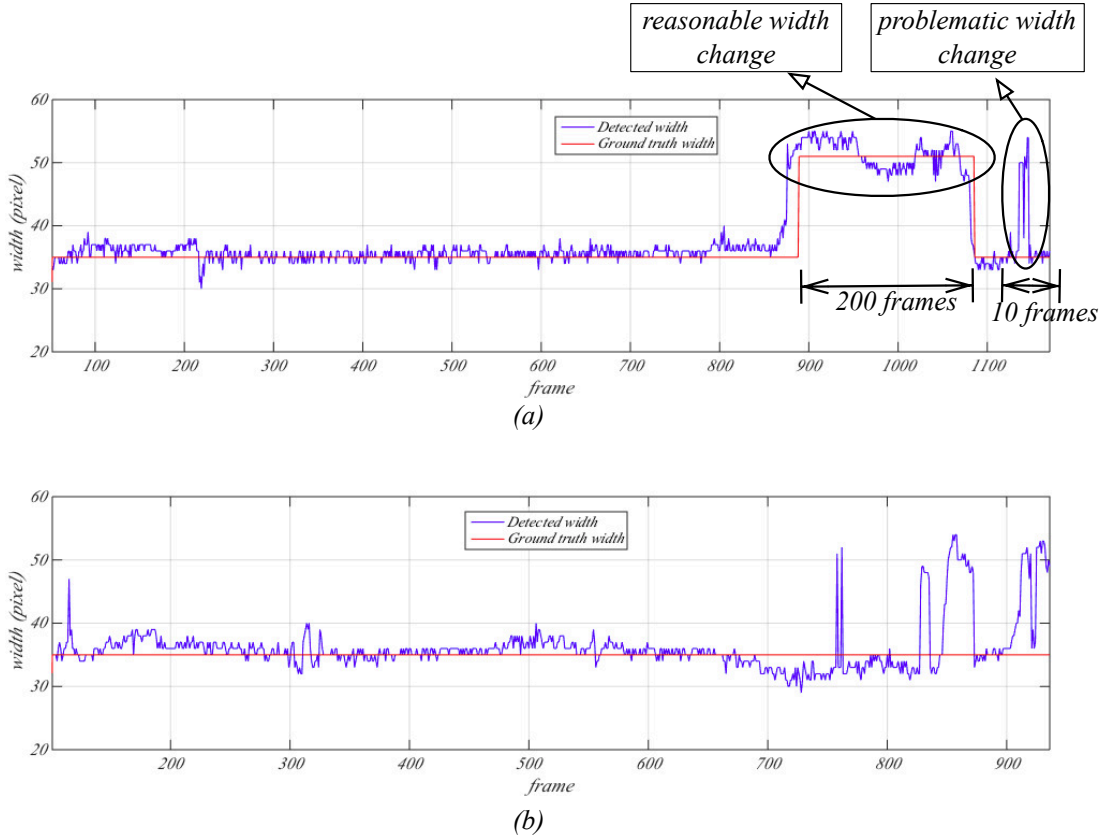 reasonable width
change
problematic width
change
60
50
40
30
20
width (pixel)
Detected width
Ground truth width
200 frames
10 frames
100 200 300 400 500 600 700 800 900 1000 1100
frame
(a)
60
50
40
30
20
width (pixel)
Detected width
Ground truth width
200 300 400 500 600 700 800 900
frame
(b)